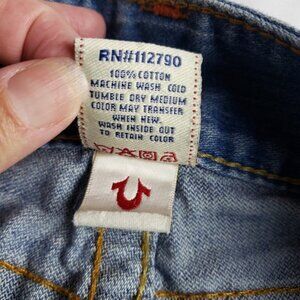 RN#112790
100% COTTON
MACHINE WASH COLD
TUMBLE DRY MEDIUM
COLOR MAY TRANSFER
WHEN NEW.
WASH INSIDE OUT
TO RETAIN COLOR